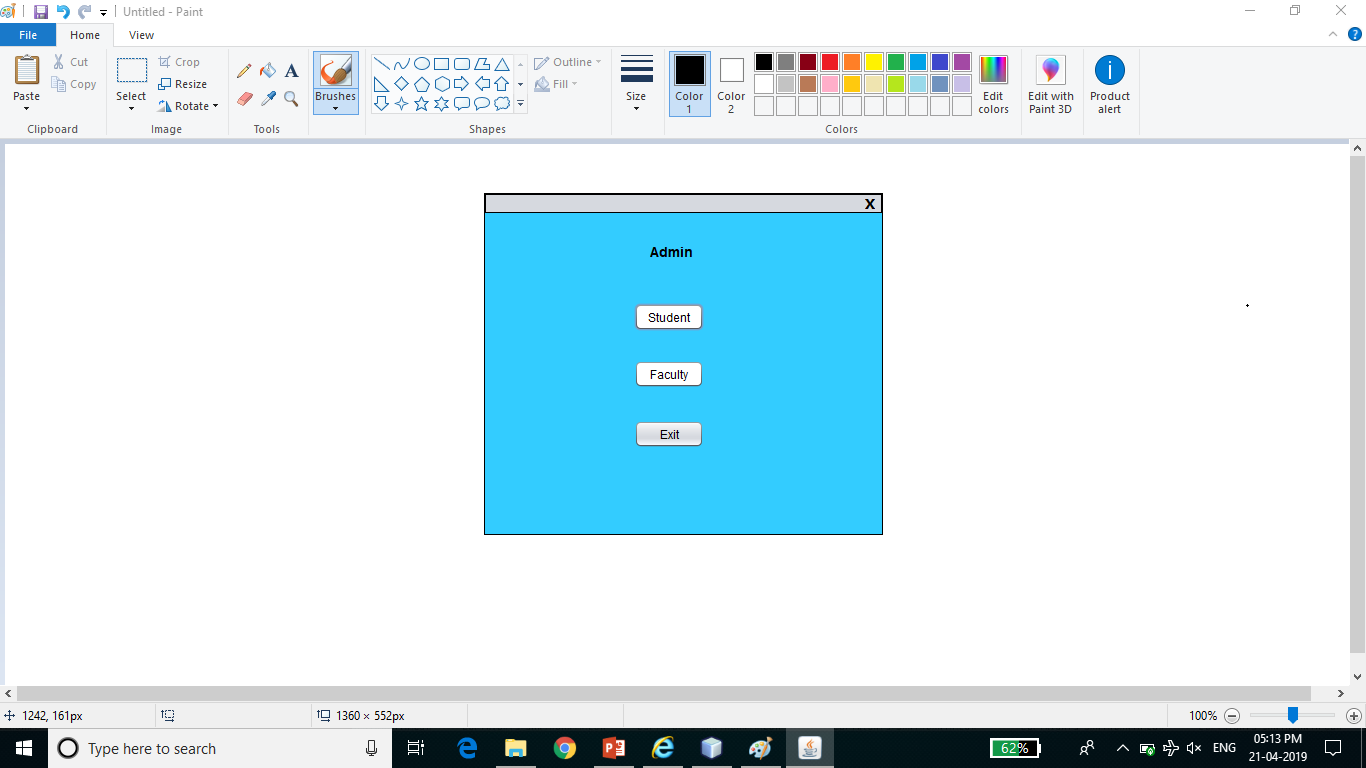 Untitled - Paint
File Home View
Paste Cut Copy Clipboard
Select Crop Resize Rotate Image
A Tools
Brushes
Shapes
Outline Fill
Size
Color 1
Color 2
Edit colors
Colors
Edit with Paint 3D
Product alert
X
Admin
Student
Faculty
Exit
1242, 161px
1360 × 552px
100%
Type here to search
62%
ENG
05:13 PM
21-04-2019